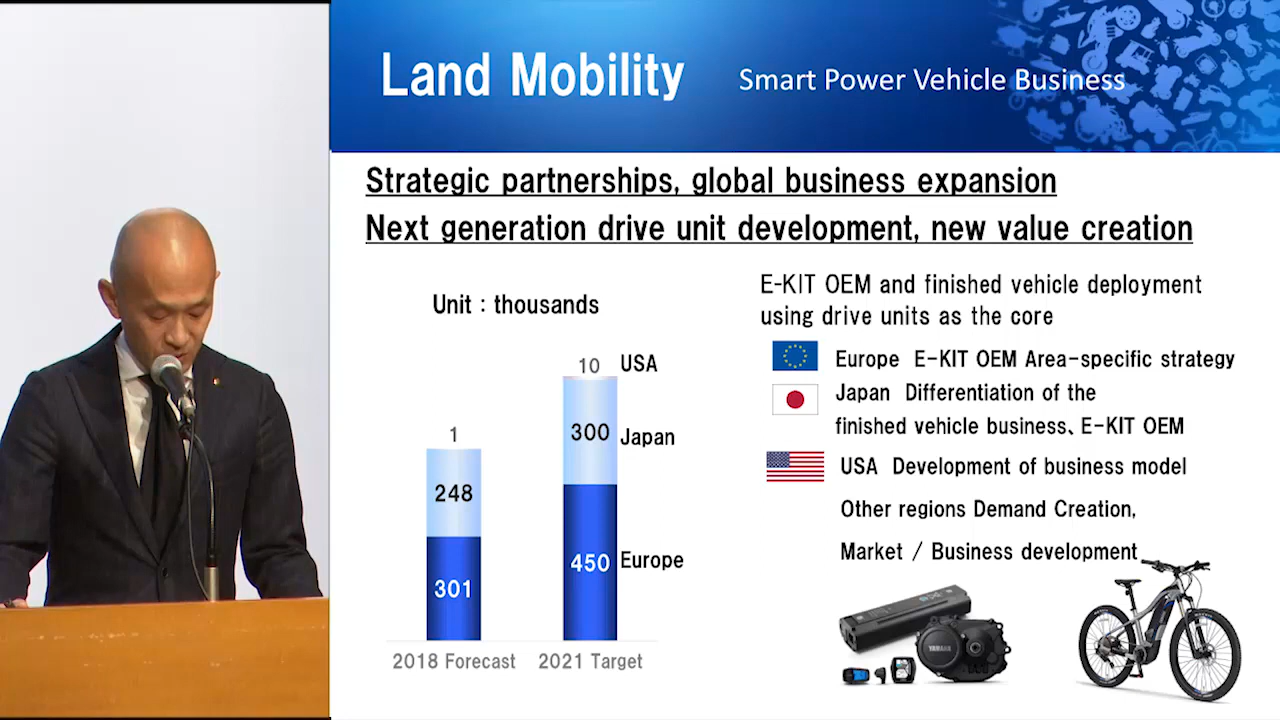 Land Mobility Smart Power Vehicle Business
Strategic partnerships, global business expansion
Next generation drive unit development, new value creation
Unit : thousands
1
248
301
10 USA
300 Japan
450 Europe
2018 Forecast 2021 Target
E-KIT OEM and finished vehicle deployment
using drive units as the core
Europe E-KIT OEM Area-specific strategy
Japan Differentiation of the
finished vehicle business、E-KIT OEM
USA Development of business model
Other regions Demand Creation,
Market / Business development
YAMAHA